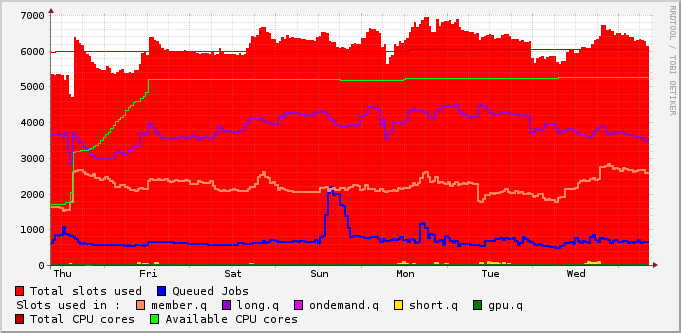 7000
6000
5000
4000
3000
2000
1000
0
Thu Fri Sat Sun Mon Tue Wed
Total slots used Queued Jobs
Slots used in : member.q long.q ondemand.q short.q gpu.q
Total CPU cores Available CPU cores
RRDTOOL / TOBI OETIKER